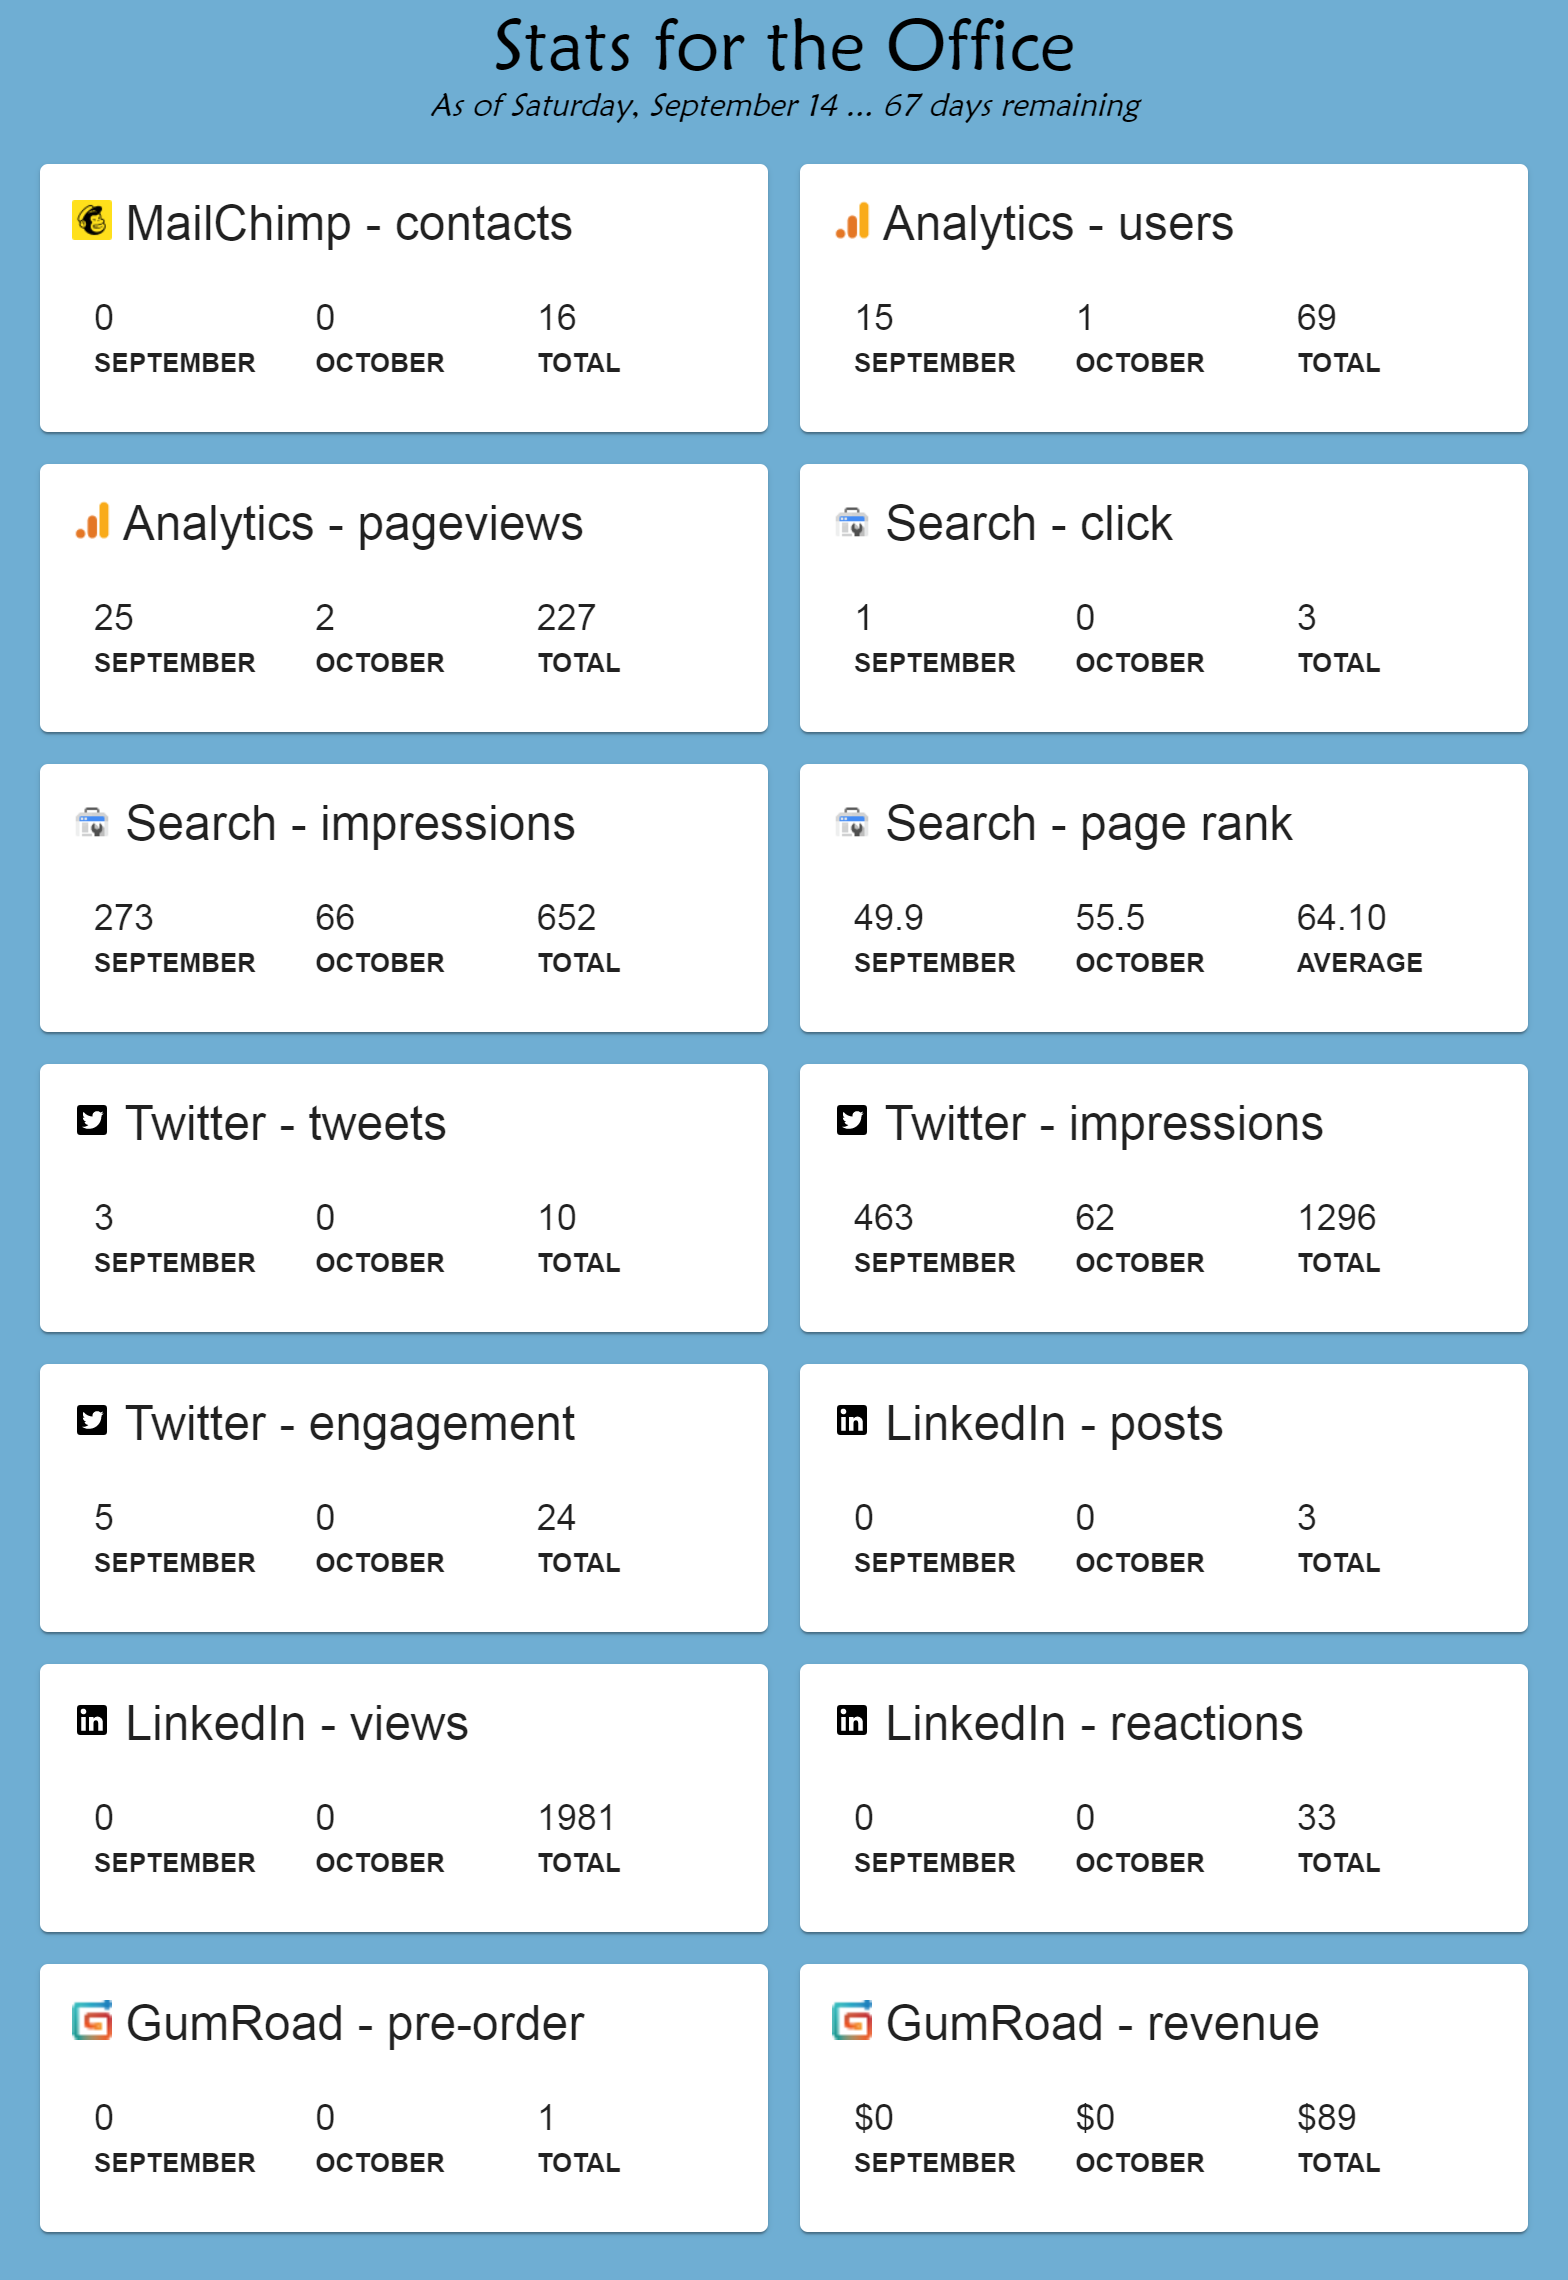 Stats for the Office
As of Saturday, September 14 ... 67 days remaining
MailChimp - contacts
0 0 16
SEPTEMBER OCTOBER TOTAL
Analytics - users
15 1 69
SEPTEMBER OCTOBER TOTAL
Analytics - pageviews
25 2 227
SEPTEMBER OCTOBER TOTAL
Search - click
1 0 3
SEPTEMBER OCTOBER TOTAL
Search - impressions
273 66 652
SEPTEMBER OCTOBER TOTAL
Search - page rank
49.9 55.5 64.10
SEPTEMBER OCTOBER AVERAGE
Twitter - tweets
3 0 10
SEPTEMBER OCTOBER TOTAL
Twitter - impressions
463 62 1296
SEPTEMBER OCTOBER TOTAL
Twitter - engagement
5 0 24
SEPTEMBER OCTOBER TOTAL
LinkedIn - posts
0 0 3
SEPTEMBER OCTOBER TOTAL
LinkedIn - views
0 0 1981
SEPTEMBER OCTOBER TOTAL
LinkedIn - reactions
0 0 33
SEPTEMBER OCTOBER TOTAL
GumRoad - pre-order
0 0 1
SEPTEMBER OCTOBER TOTAL
GumRoad - revenue
$0 $0 $89
SEPTEMBER OCTOBER TOTAL